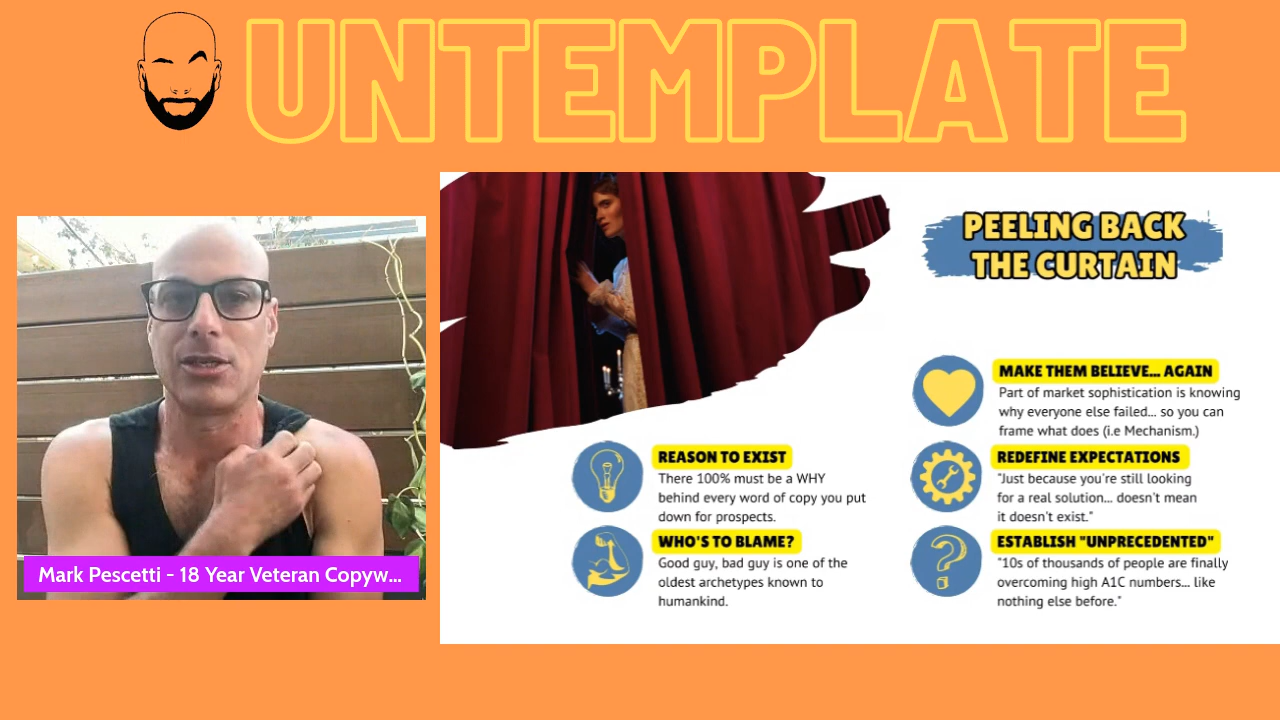 UNTEMPLATE
Mark Pescetti - 18 Year Veteran Copyw...
PEELING BACK
THE CURTAIN
REASON TO EXIST
There 100% must be a WHY
behind every word of copy you put
down for prospects.
WHO'S TO BLAME?
Good guy, bad guy is one of the
oldest archetypes known to
humankind.
MAKE THEM BELIEVE... AGAIN
Part of market sophistication is knowing
why everyone else failed... so you can
frame what does (i.e Mechanism.)
REDEFINE EXPECTATIONS
"Just because you're still looking
for a real solution... doesn't mean
it doesn't exist."
ESTABLISH "UNPRECEDENTED"
"10s of thousands of people are finally
overcoming high A1C numbers... like
nothing else before."